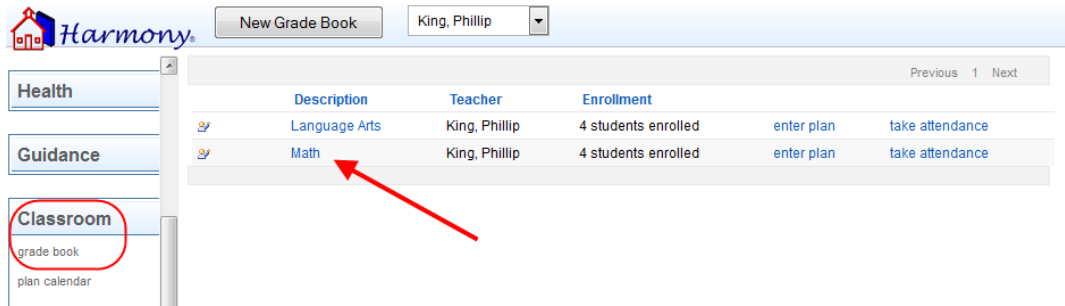 Harmony®
New Grade Book
King, Phillip
Health
Guidance
Classroom
grade book
plan calendar
Previous 1 Next
Description Teacher Enrollment
Language Arts King, Phillip 4 students enrolled enter plan take attendance
Math King, Phillip 4 students enrolled enter plan take attendance